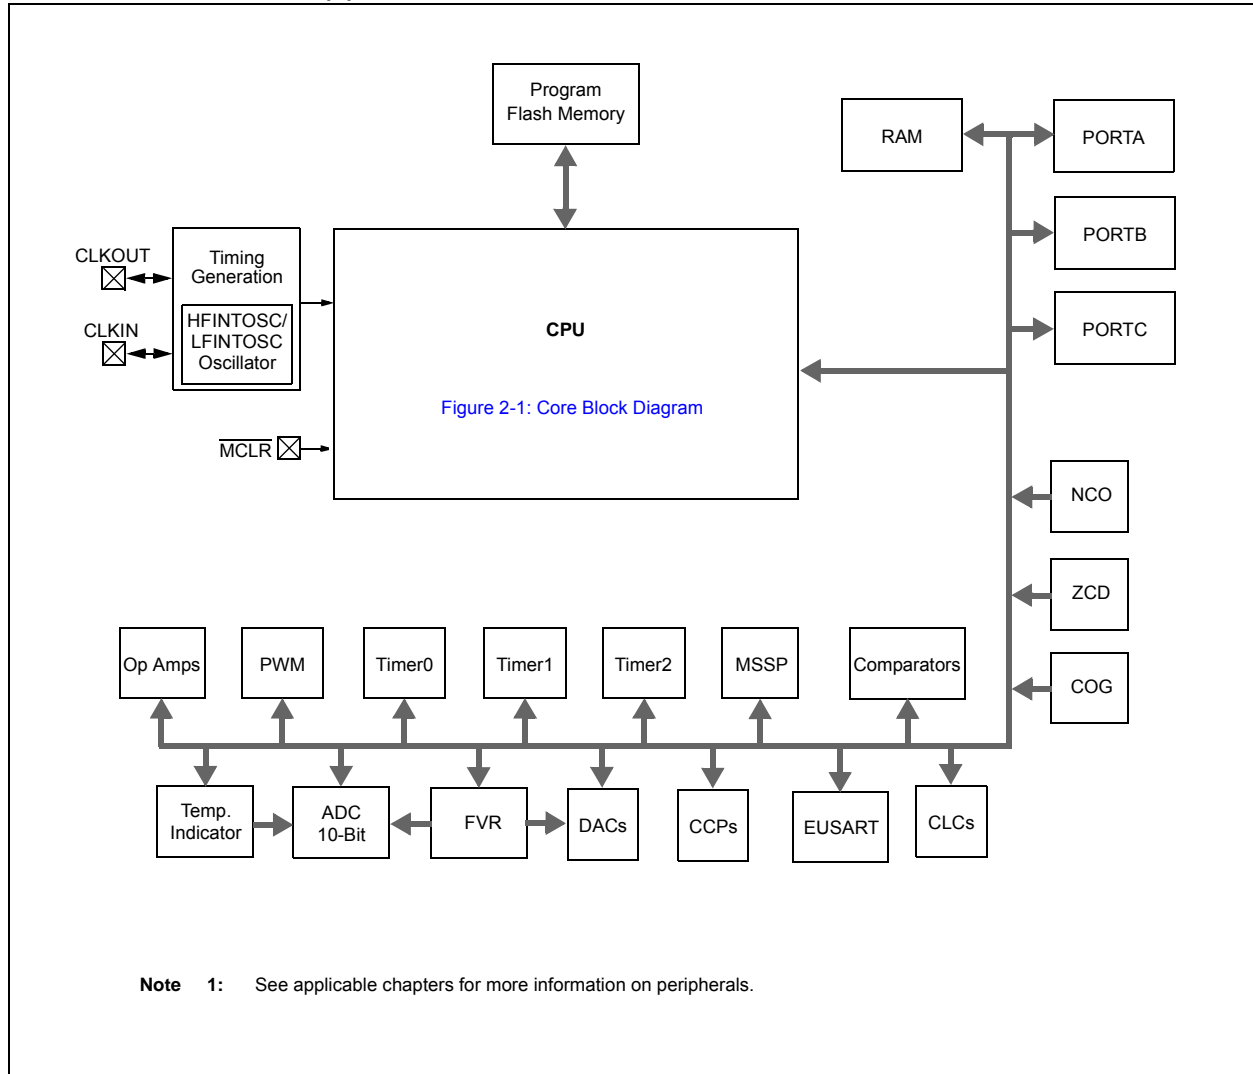 Program
Flash Memory
RAM
PORTA
PORTB
PORTC
CLKOUT
CLKIN
Timing
Generation
HFINTOSC/
LFINTOSC
Oscillator
CPU
Figure 2-1: Core Block Diagram
MCLR
NCO
ZCD
COG
Op Amps
PWM
Timer0
Timer1
Timer2
MSSP
Comparators
Temp.
Indicator
ADC
10-Bit
FVR
DACs
CCPs
EUSART
CLCs
Note 1: See applicable chapters for more information on peripherals.